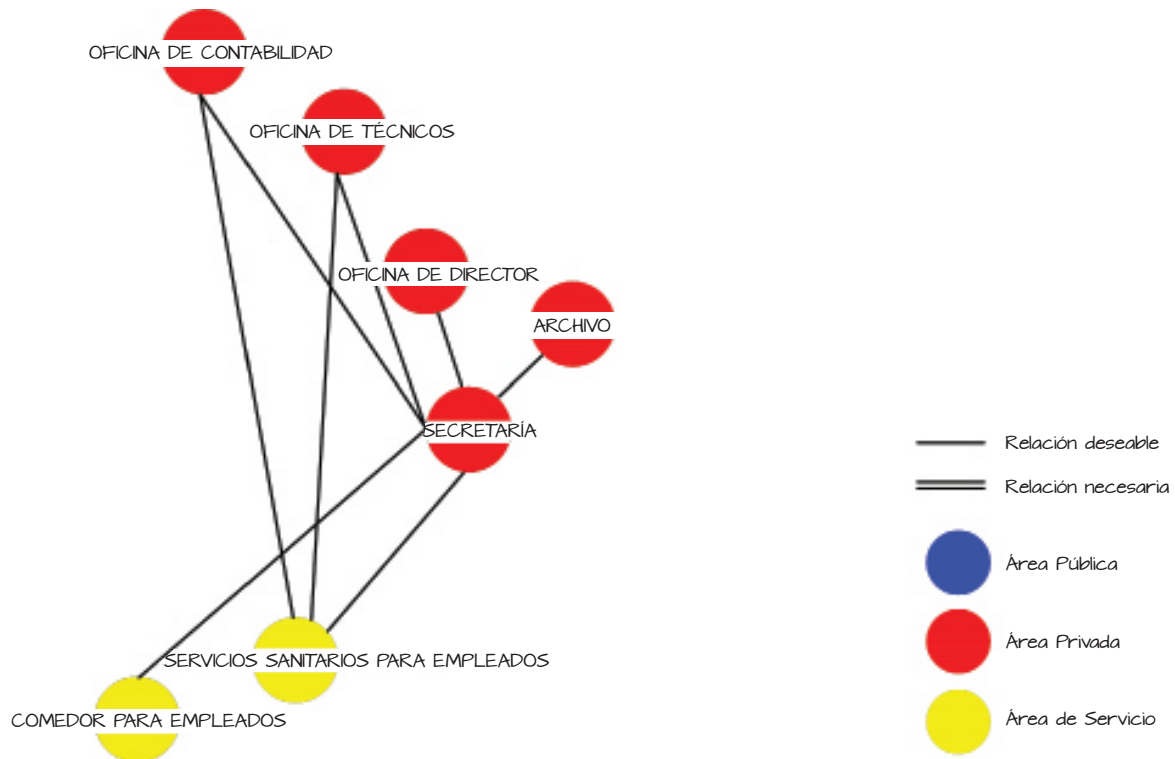 OFICINA DE CONTABILIDAD
OFICINA DE TÉCNICOS
OFICINA DE DIRECTOR
ARCHIVO
SECRETARÍA
SERVICIOS SANITARIOS PARA EMPLEADOS
COMEDOR PARA EMPLEADOS
Relación deseable
Relación necesaria
Área Pública
Área Privada
Área de Servicio